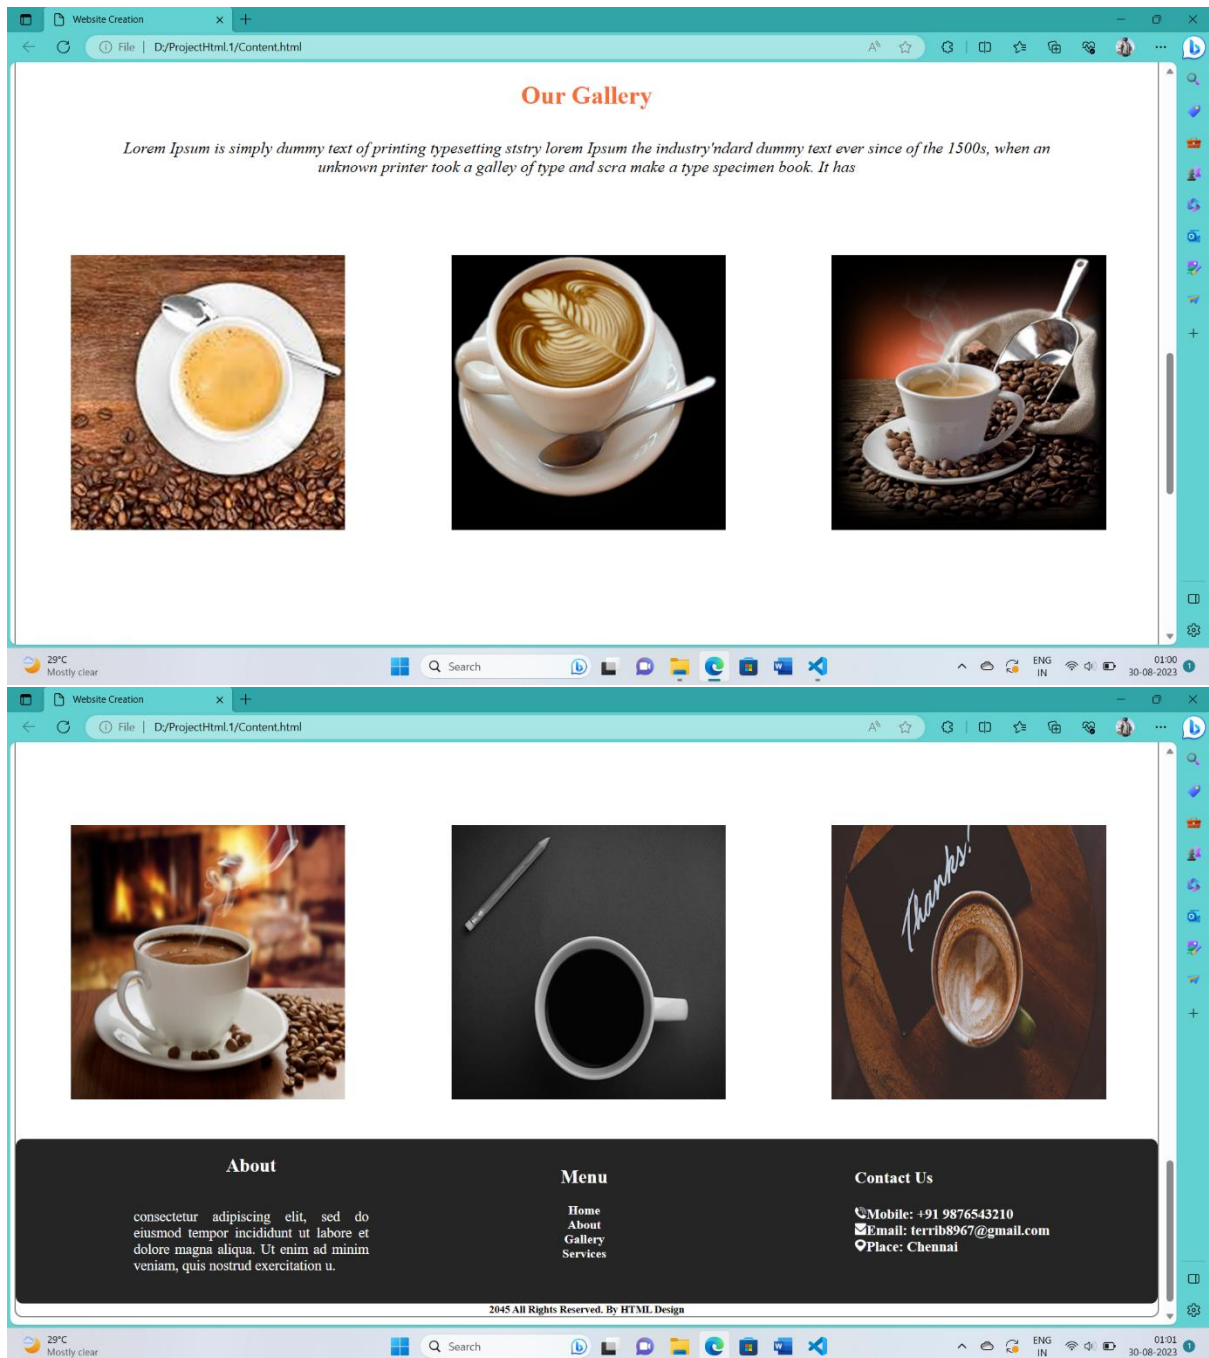 Website Creation
File | D:/ProjectHtml.1/Content.html
Our Gallery
Lorem Ipsum is simply dummy text of printing typesetting ststry lorem Ipsum the industry'ndard dummy text ever since of the 1500s, when an
unknown printer took a galley of type and scra make a type specimen book. It has
29°C
Mostly clear
Search
ENG
IN
01:00
30-08-2023
1
Website Creation
File | D:/ProjectHtml.1/Content.html
Thanks!
About
consectetur adipiscing elit, sed do
eiusmod tempor incididunt ut labore et
dolore magna aliqua. Ut enim ad minim
veniam, quis nostrud exercitation u.
Menu
Home
About
Gallery
Services
Contact Us
Mobile: +91 9876543210
Email: terrib8967@gmail.com
Place: Chennai
2045 All Rights Reserved. By HTML Design
29°C
Mostly clear
Search
ENG
IN
01:01
30-08-2023
1